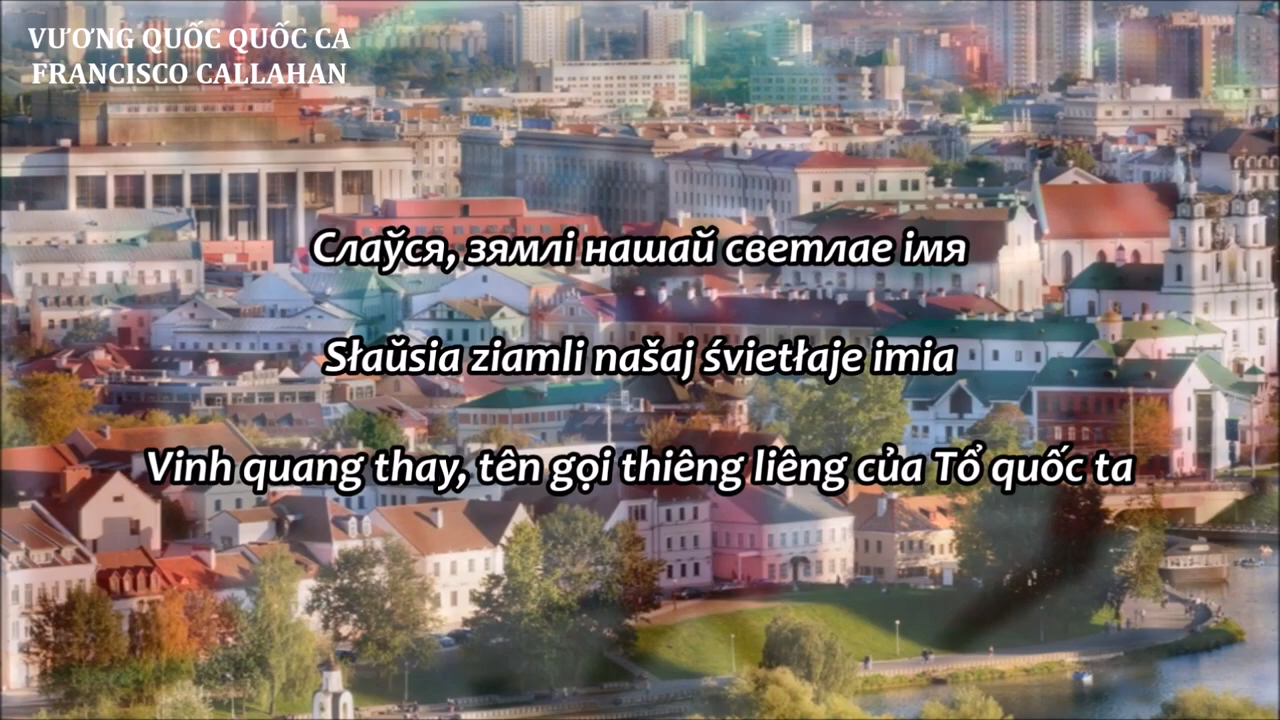 VƯƠNG QUỐC QUỐC CA
FRANCISCO CALLAHAN
Слаўся, зямлі нашай светлае імя
Słaŭsia ziamli našaj śvietłaje imia
Vinh quang thay, tên gọi thiêng liêng của Tổ quốc ta